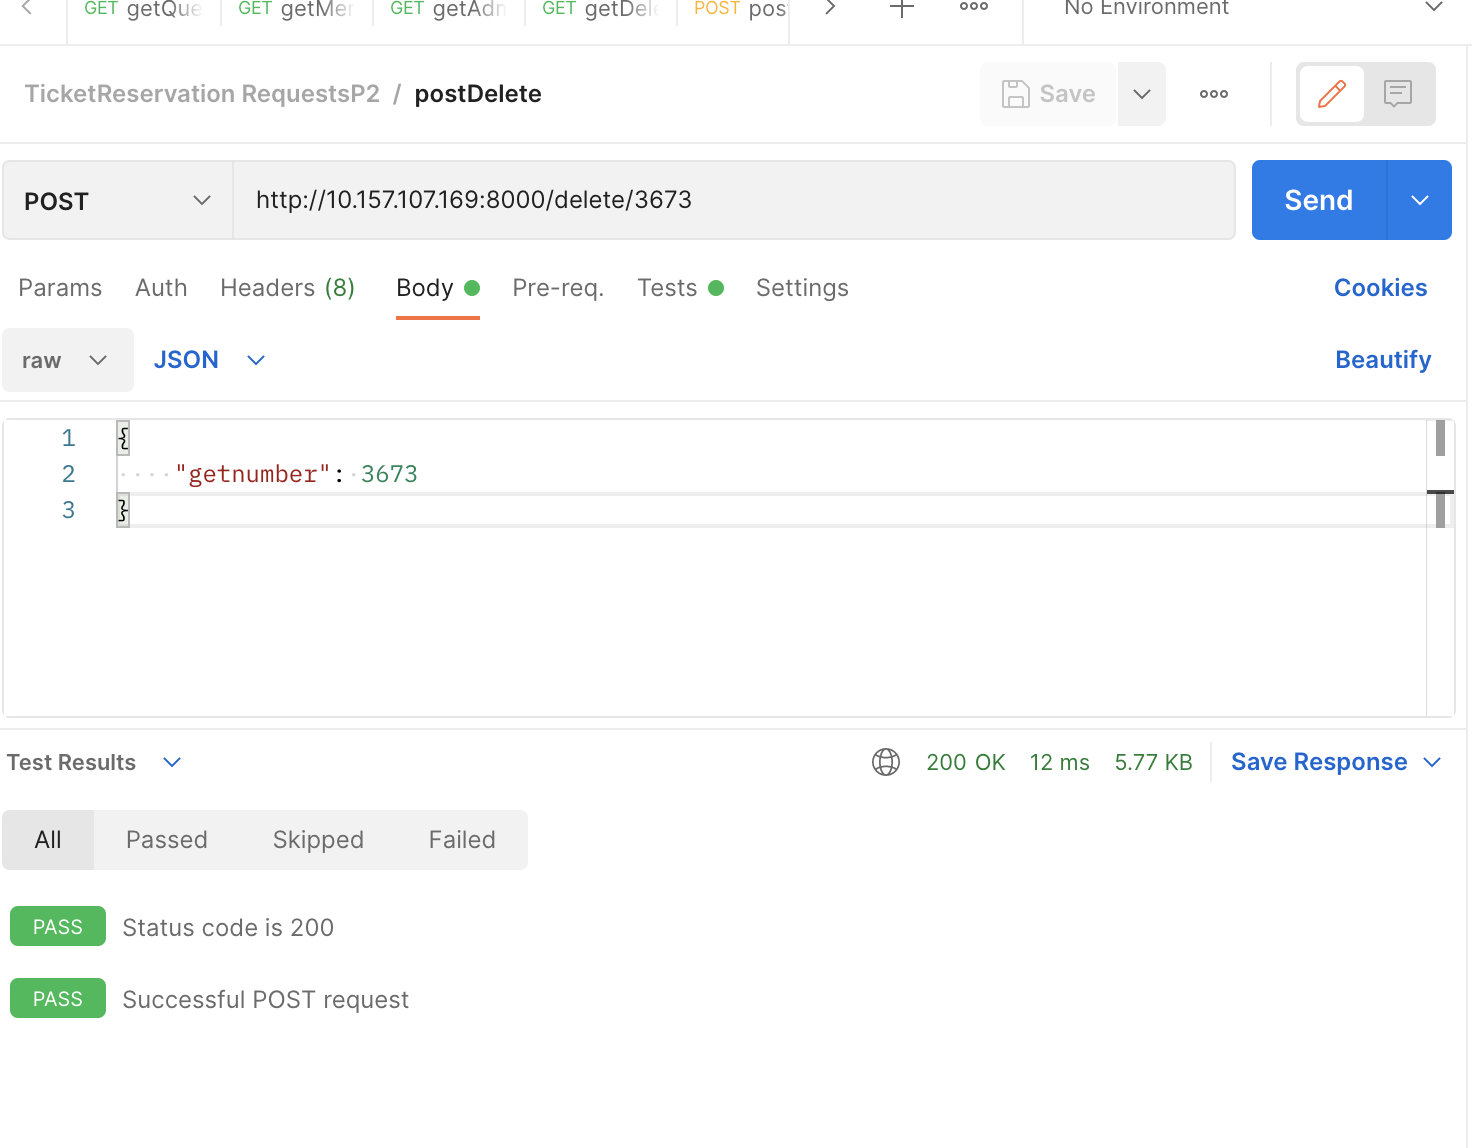 GET getQue GET getMer GET getAdn GET getDel POST pos No Environment
TicketReservation RequestsP2 / postDelete Save
POST http://10.157.107.169:8000/delete/3673 Send
Params Auth Headers (8) Body Pre-req. Tests Settings Cookies
raw JSON Beautify
1 {
2 "getnumber": 3673
3 }
Test Results 200 OK 12 ms 5.77 KB Save Response
All Passed Skipped Failed
PASS Status code is 200
PASS Successful POST request